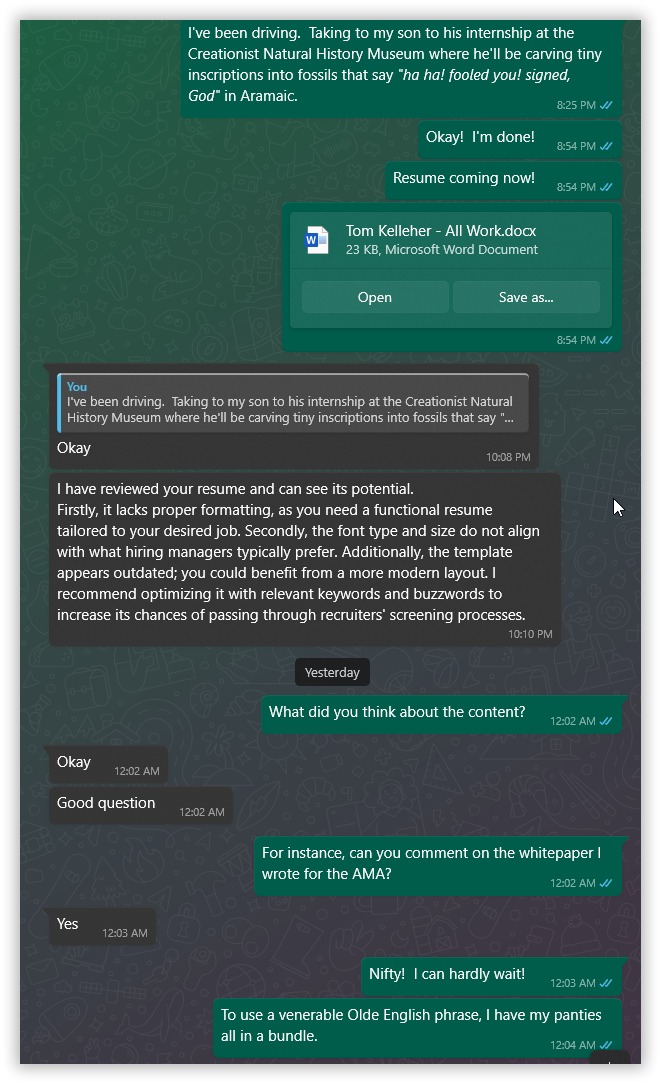 I've been driving.  Taking to my son to his internship at the
Creationist Natural History Museum where he'll be carving tiny
inscriptions into fossils that say "ha ha! fooled you! signed,
God" in Aramaic.
8:25 PM
Okay!  I'm done!
8:54 PM
Resume coming now!
8:54 PM
Tom Kelleher - All Work.docx
23 KB, Microsoft Word Document
Open
Save as...
8:54 PM
You
I've been driving.  Taking to my son to his internship at the Creationist Natural
History Museum where he'll be carving tiny inscriptions into fossils that say "...
Okay
10:08 PM
I have reviewed your resume and can see its potential.
Firstly, it lacks proper formatting, as you need a functional resume
tailored to your desired job. Secondly, the font type and size do not align
with what hiring managers typically prefer. Additionally, the template
appears outdated; you could benefit from a more modern layout. I
recommend optimizing it with relevant keywords and buzzwords to
increase its chances of passing through recruiters' screening processes.
10:10 PM
Yesterday
What did you think about the content?
12:02 AM
Okay
12:02 AM
Good question
12:02 AM
For instance, can you comment on the whitepaper I
wrote for the AMA?
12:02 AM
Yes
12:03 AM
Nifty!  I can hardly wait!
12:03 AM
To use a venerable Olde English phrase, I have my panties
all in a bundle.
12:04 AM